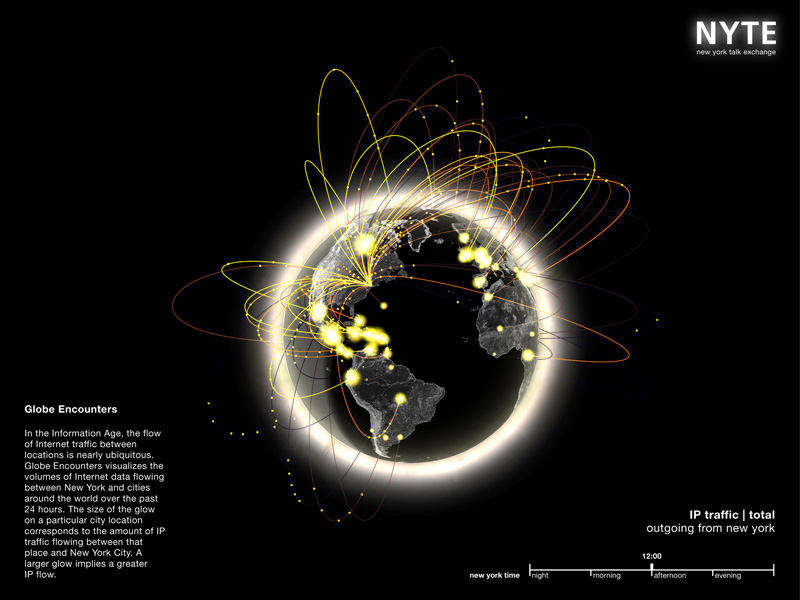 NYTE
new york talk exchange
Globe Encounters
In the Information Age, the flow
of Internet traffic between
locations is nearly ubiquitous.
Globe Encounters visualizes the
volumes of Internet data flowing
between New York and cities
around the world over the past
24 hours. The size of the glow
on a particular city location
corresponds to the amount of IP
traffic flowing between that
place and New York City. A
larger glow implies a greater
IP flow.
IP traffic | total
outgoing from new york
12:00
new york time night morning afternoon evening